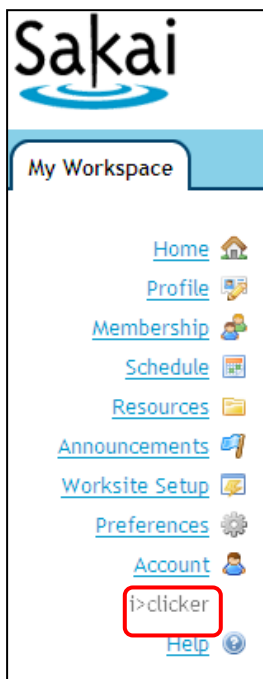 Sakai
My Workspace
Home
Profile
Membership
Schedule
Resources
Announcements
Worksite Setup
Preferences
Account
i>clicker
Help